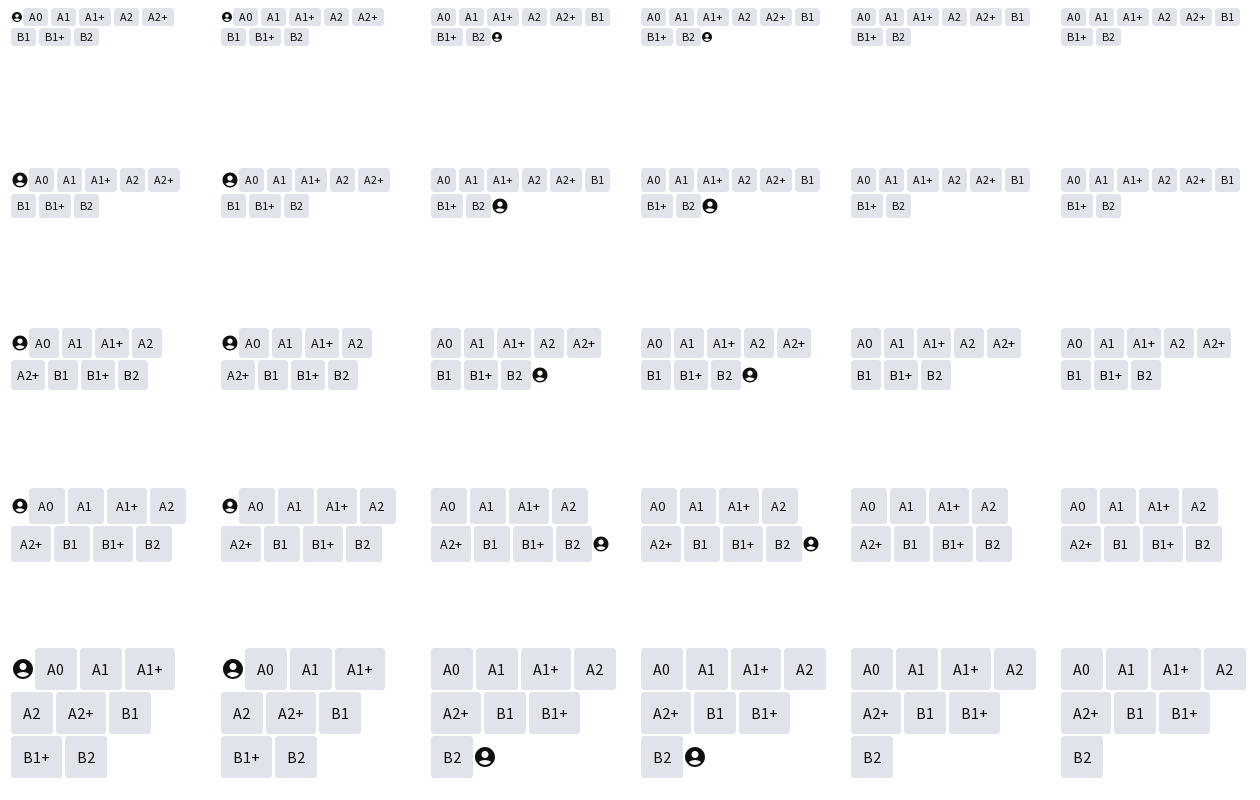 A0 A1 A1+ A2 A2+ A0 A1 A1+ A2 A2+ A0 A1 A1+ A2 A2+ B1 A0 A1 A1+ A2 A2+ B1 A0 A1 A1+ A2 A2+ B1 A0 A1 A1+ A2 A2+ B1
B1 B1+ B2 B1 B1+ B2 B1+ B2 B1+ B2 B1+ B2 B1+ B2
A0 A1 A1+ A2 A2+ A0 A1 A1+ A2 A2+ A0 A1 A1+ A2 A2+ B1 A0 A1 A1+ A2 A2+ B1 A0 A1 A1+ A2 A2+ B1 A0 A1 A1+ A2 A2+ B1
B1 B1+ B2 B1 B1+ B2 B1+ B2 B1+ B2 B1+ B2 B1+ B2
A0 A1 A1+ A2 A0 A1 A1+ A2 A0 A1 A1+ A2 A2+ A0 A1 A1+ A2 A2+ A0 A1 A1+ A2 A2+ A0 A1 A1+ A2 A2+
A2+ B1 B1+ B2 A2+ B1 B1+ B2 B1 B1+ B2 B1 B1+ B2 B1 B1+ B2 B1 B1+ B2
A0 A1 A1+ A2 A0 A1 A1+ A2 A0 A1 A1+ A2 A0 A1 A1+ A2 A0 A1 A1+ A2 A0 A1 A1+ A2
A2+ B1 B1+ B2 A2+ B1 B1+ B2 A2+ B1 B1+ B2 A2+ B1 B1+ B2 A2+ B1 B1+ B2 A2+ B1 B1+ B2
A0 A1 A1+ A0 A1 A1+ A0 A1 A1+ A2 A0 A1 A1+ A2 A0 A1 A1+ A2 A0 A1 A1+ A2
A2 A2+ B1 A2 A2+ B1 A2+ B1 B1+ A2+ B1 B1+ A2+ B1 B1+ A2+ B1 B1+
B1+ B2 B1+ B2 B2 B2 B2 B2